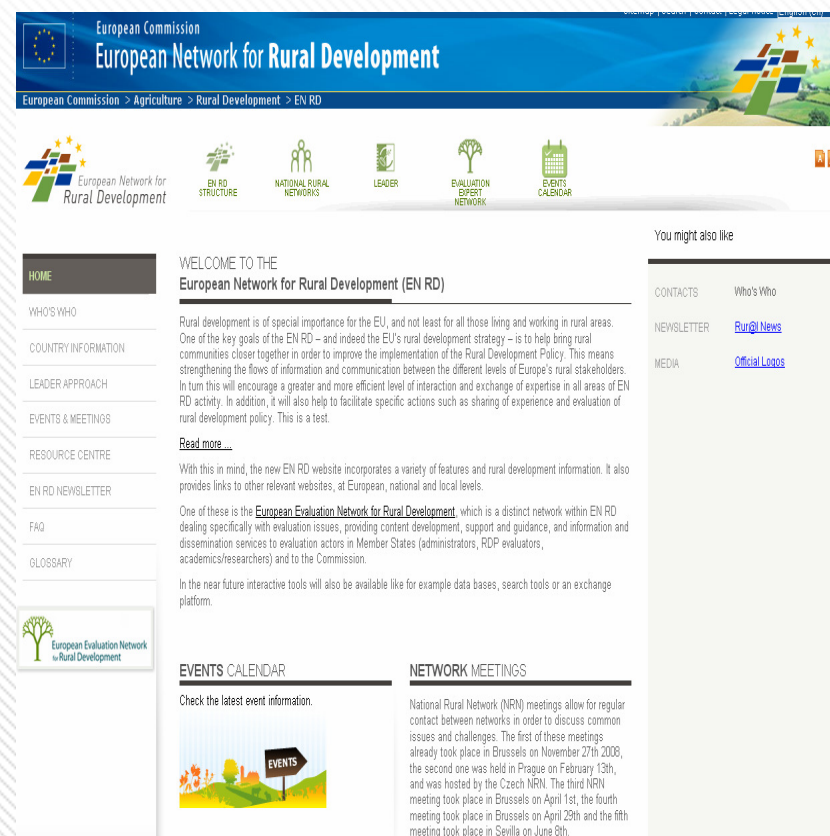 Sitemap | Search | Contact | Legal notice |English (en)
European Commission
European Network for Rural Development
European Commission > Agriculture > Rural Development > EN RD
European Network for
Rural Development
EN RD
STRUCTURE
NATIONAL RURAL
NETWORKS
LEADER
EVALUATION
EXPERT
NETWORK
EVENTS
CALENDAR
A
You might also like
HOME
WHO'S WHO
COUNTRY INFORMATION
LEADER APPROACH
EVENTS & MEETINGS
RESOURCE CENTRE
EN RD NEWSLETTER
FAQ
GLOSSARY
European Evaluation Network
for Rural Development
WELCOME TO THE
European Network for Rural Development (EN RD)
Rural development is of special importance for the EU, and not least for all those living and working in rural areas.
One of the key goals of the EN RD – and indeed the EU's rural development strategy – is to help bring rural
communities closer together in order to improve the implementation of the Rural Development Policy. This means
strengthening the flows of information and communication between the different levels of Europe's rural stakeholders.
In turn this will encourage a greater and more efficient level of interaction and exchange of expertise in all areas of EN
RD activity. In addition, it will also help to facilitate specific actions such as sharing of experience and evaluation of
rural development policy. This is a test.
Read more ...
With this in mind, the new EN RD website incorporates a variety of features and rural development information. It also
provides links to other relevant websites, at European, national and local levels.
One of these is the European Evaluation Network for Rural Development, which is a distinct network within EN RD
dealing specifically with evaluation issues, providing content development, support and guidance, and information and
dissemination services to evaluation actors in Member States (administrators, RDP evaluators,
academics/researchers) and to the Commission.
In the near future interactive tools will also be available like for example data bases, search tools or an exchange
platform.
CONTACTS Who's Who
NEWSLETTER Rur@l News
MEDIA Official Logos
EVENTS CALENDAR
Check the latest event information.
EVENTS
NETWORK MEETINGS
National Rural Network (NRN) meetings allow for regular
contact between networks in order to discuss common
issues and challenges. The first of these meetings
already took place in Brussels on November 27th 2008,
the second one was held in Prague on February 13th,
and was hosted by the Czech NRN. The third NRN
meeting took place in Brussels on April 1st, the fourth
meeting took place in Brussels on April 29th and the fifth
meeting took place in Sevilla on June 8th.